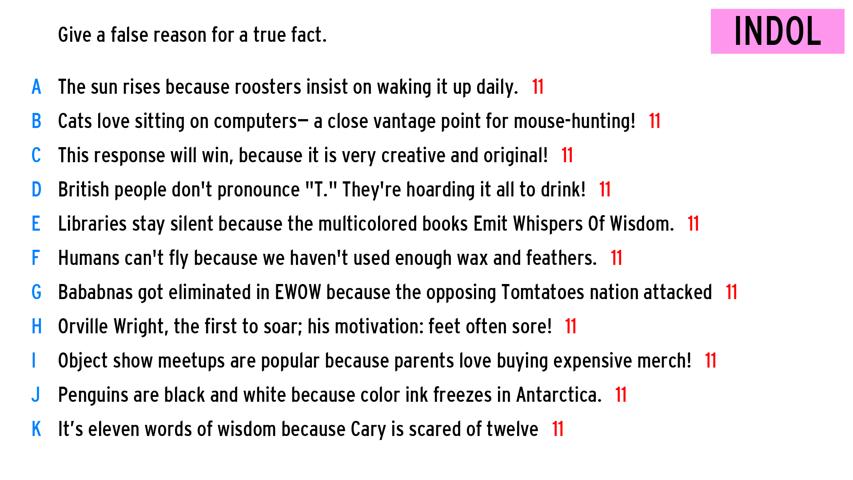 Give a false reason for a true fact.
INDOL
A The sun rises because roosters insist on waking it up daily. 11
B Cats love sitting on computers— a close vantage point for mouse-hunting! 11
C This response will win, because it is very creative and original! 11
D British people don't pronounce "T." They're hoarding it all to drink! 11
E Libraries stay silent because the multicolored books Emit Whispers Of Wisdom. 11
F Humans can't fly because we haven't used enough wax and feathers. 11
G Bababnas got eliminated in EWOW because the opposing Tomtatoes nation attacked 11
H Orville Wright, the first to soar; his motivation: feet often sore! 11
I Object show meetups are popular because parents love buying expensive merch! 11
J Penguins are black and white because color ink freezes in Antarctica. 11
K It’s eleven words of wisdom because Cary is scared of twelve 11